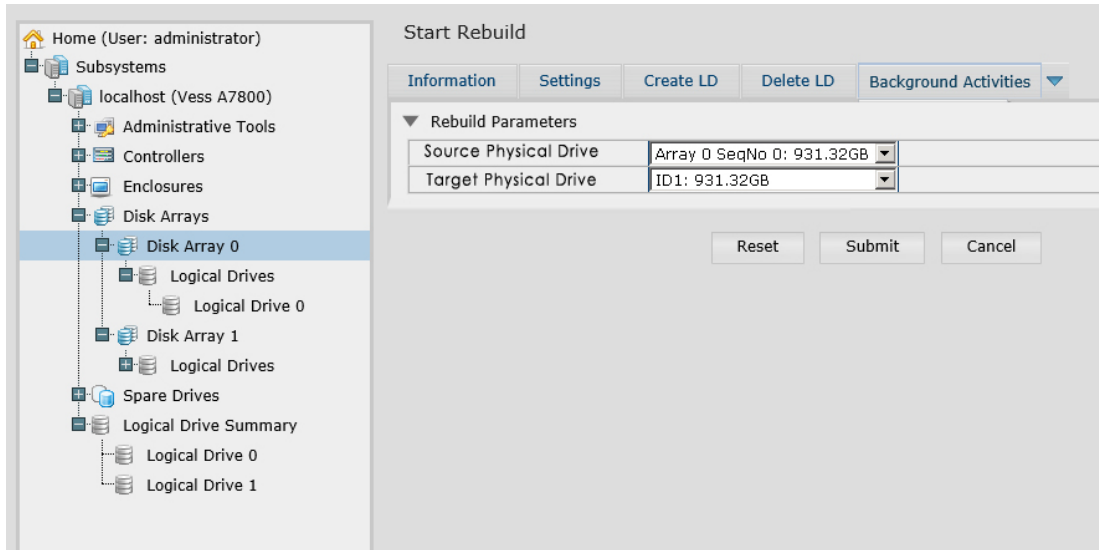 Home (User: administrator)
Subsystems
localhost (Vess A7800)
Administrative Tools
Controllers
Enclosures
Disk Arrays
Disk Array 0
Logical Drives
Logical Drive 0
Disk Array 1
Logical Drives
Spare Drives
Logical Drive Summary
Logical Drive 0
Logical Drive 1
Start Rebuild
Information Settings Create LD Delete LD Background Activities
Rebuild Parameters
Source Physical Drive Array 0 SeqNo 0: 931.32GB
Target Physical Drive ID1: 931.32GB
Reset Submit Cancel